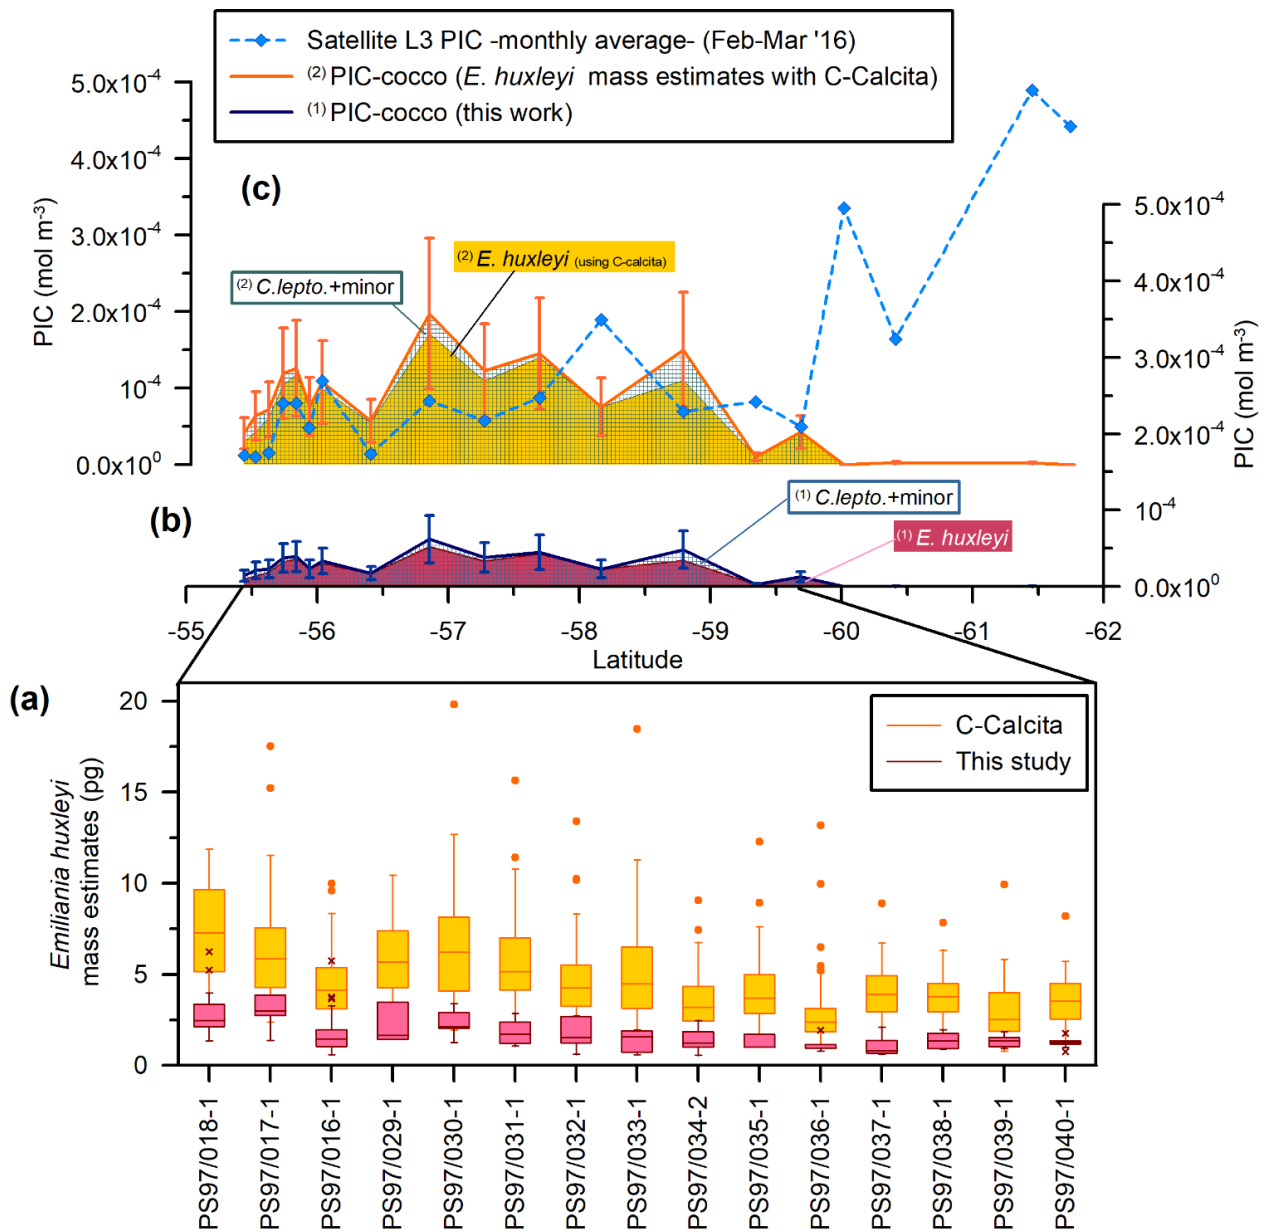 Satellite L3 PIC -monthly average- (Feb-Mar '16)
(2) PIC-cocco (E. huxleyi mass estimates with C-Calcita)
(1) PIC-cocco (this work)
5.0x10-4
4.0x10-4
3.0x10-4
2.0x10-4
10-4
0.0x100
PIC (mol m-3)
(c)
(2) E. huxleyi (using C-calcita)
(2) C.lepto.+minor
5.0x10-4
4.0x10-4
3.0x10-4
2.0x10-4
10-4
0.0x100
PIC (mol m-3)
(b)
(1) C.lepto.+minor
(1) E. huxleyi
-55 -56 -57 -58 -59 -60 -61 -62
Latitude
(a)
20
15
10
5
0
Emiliania huxleyi
mass estimates (pg)
C-Calcita
This study
PS97/018-1
PS97/017-1
PS97/016-1
PS97/029-1
PS97/030-1
PS97/031-1
PS97/032-1
PS97/033-1
PS97/034-2
PS97/035-1
PS97/036-1
PS97/037-1
PS97/038-1
PS97/039-1
PS97/040-1